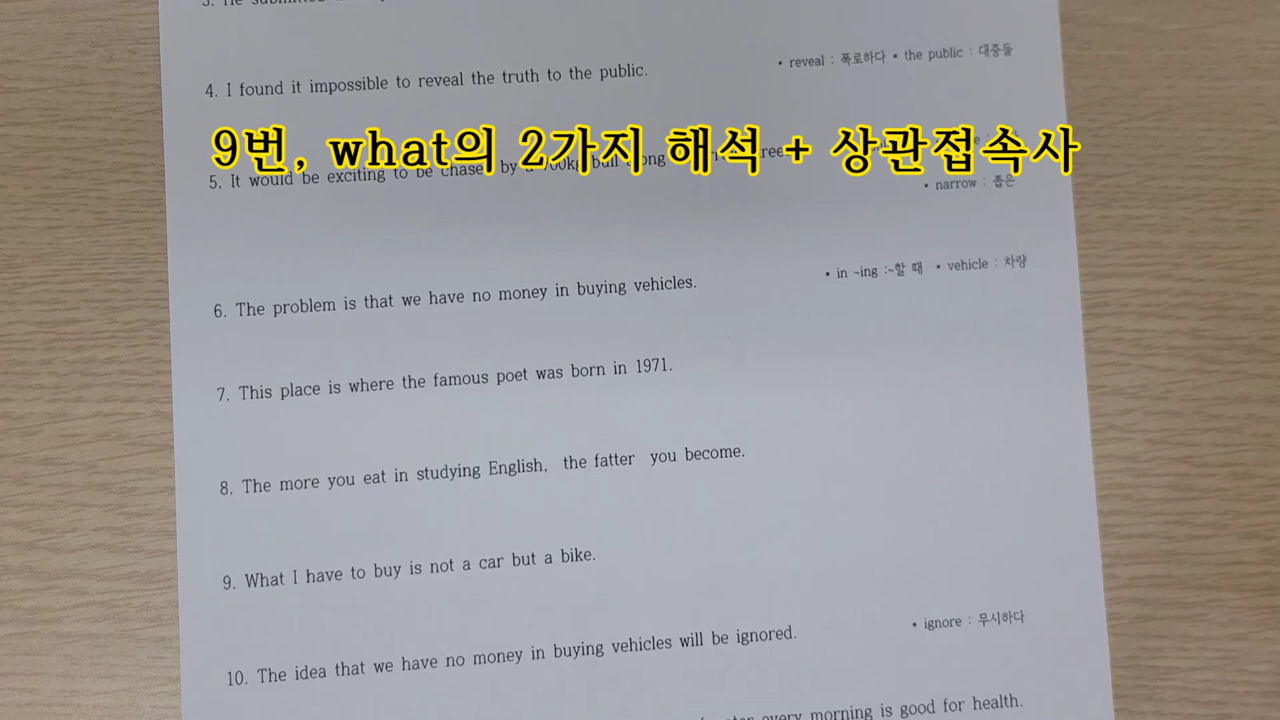 4. I found it impossible to reveal the truth to the public.
• reveal : 폭로하다 • the public : 대중들
9번, what의 2가지 해석 + 상관접속사
5. It would be exciting to be chased by a 700kg bull along
• narrow : 좁은
• in ~ing :~할 때 • vehicle : 차량
6. The problem is that we have no money in buying vehicles.
7. This place is where the famous poet was born in 1971.
8. The more you eat in studying English, the fatter you become.
9. What I have to buy is not a car but a bike.
• ignore : 무시하다
10. The idea that we have no money in buying vehicles will be ignored.
every morning is good for health.